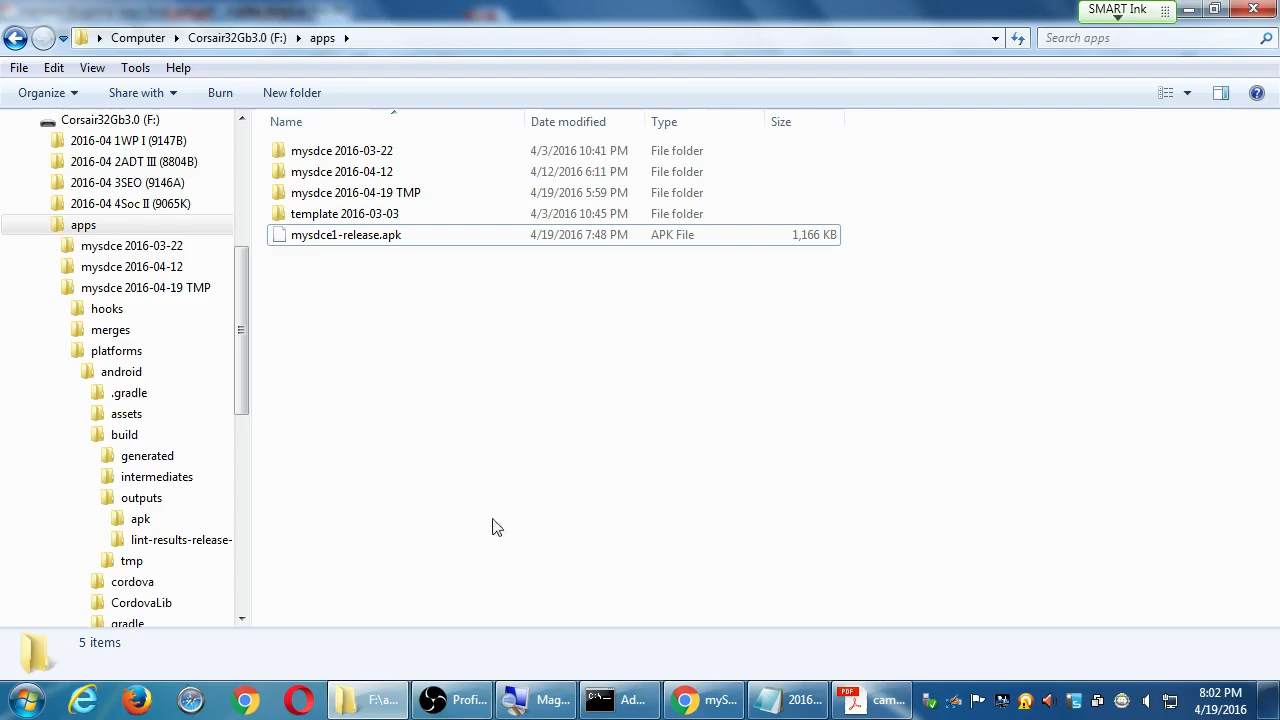 SMART Ink
Computer Corsair32Gb3.0 (F:) apps
Search apps
File Edit View Tools Help
Organize Share with Burn New folder
Name Date modified Type Size
mysdce 2016-03-22 4/3/2016 10:41 PM File folder
mysdce 2016-04-12 4/12/2016 6:11 PM File folder
mysdce 2016-04-19 TMP 4/19/2016 5:59 PM File folder
template 2016-03-03 4/3/2016 10:45 PM File folder
mysdce1-release.apk 4/19/2016 7:48 PM APK File 1,166 KB
Corsair32Gb3.0 (F:)
2016-04 1WP I (9147B)
2016-04 2ADT III (8804B)
2016-04 3SEO (9146A)
2016-04 4Soc II (9065K)
apps
mysdce 2016-03-22
mysdce 2016-04-12
mysdce 2016-04-19 TMP
hooks
merges
platforms
android
.gradle
assets
build
generated
intermediates
outputs
apk
lint-results-release-
tmp
cordova
CordovaLib
gradle
5 items
F:\a...
Profi...
Mag...
Ad...
myS...
2016...
PDF
cam...
8:02 PM
4/19/2016